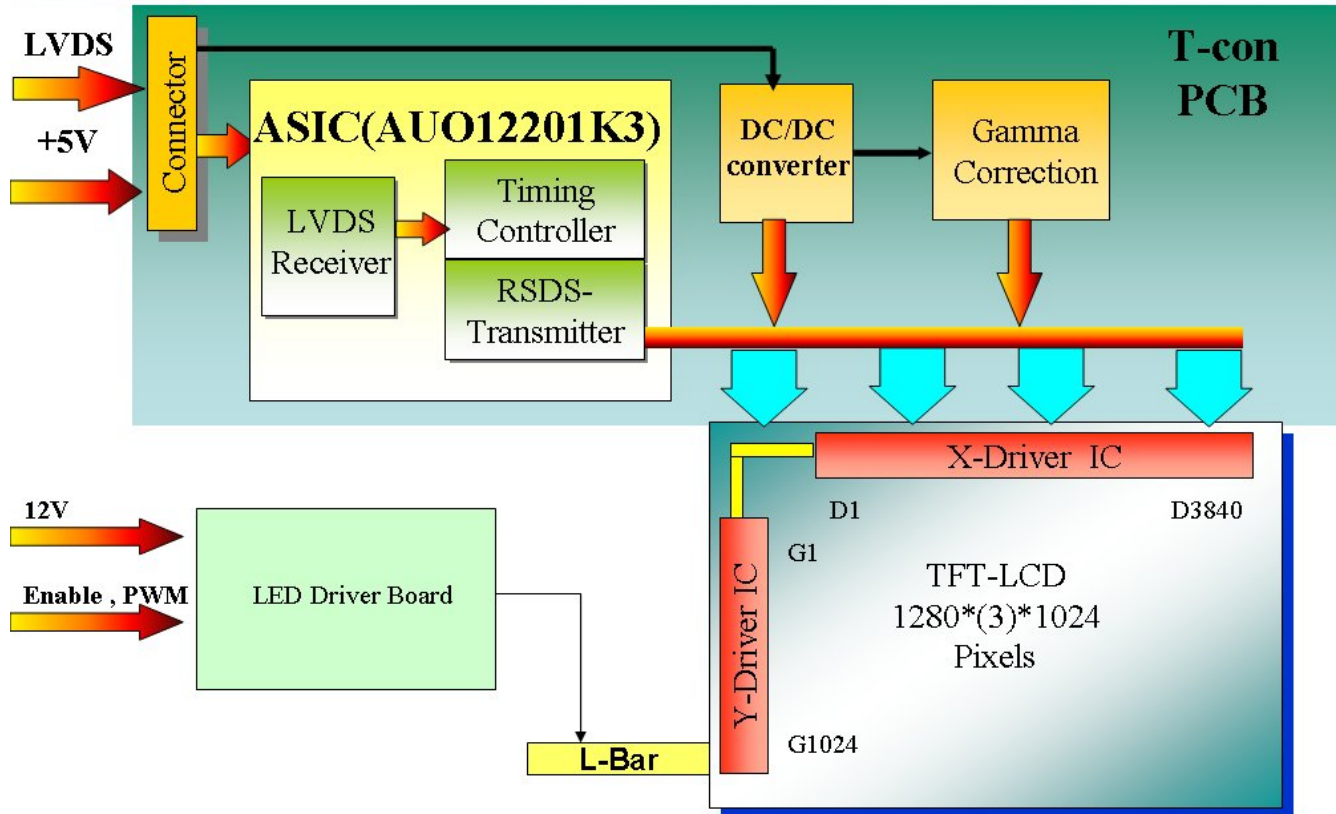 LVDS
+5V
Connector
ASIC(AUO12201K3)
LVDS
Receiver
Timing
Controller
RSDS-
Transmitter
DC/DC
converter
Gamma
Correction
T-con
PCB
X-Driver IC
D1
D3840
G1
Y-Driver IC
G1024
TFT-LCD
1280*(3)*1024
Pixels
12V
Enable , PWM
LED Driver Board
L-Bar